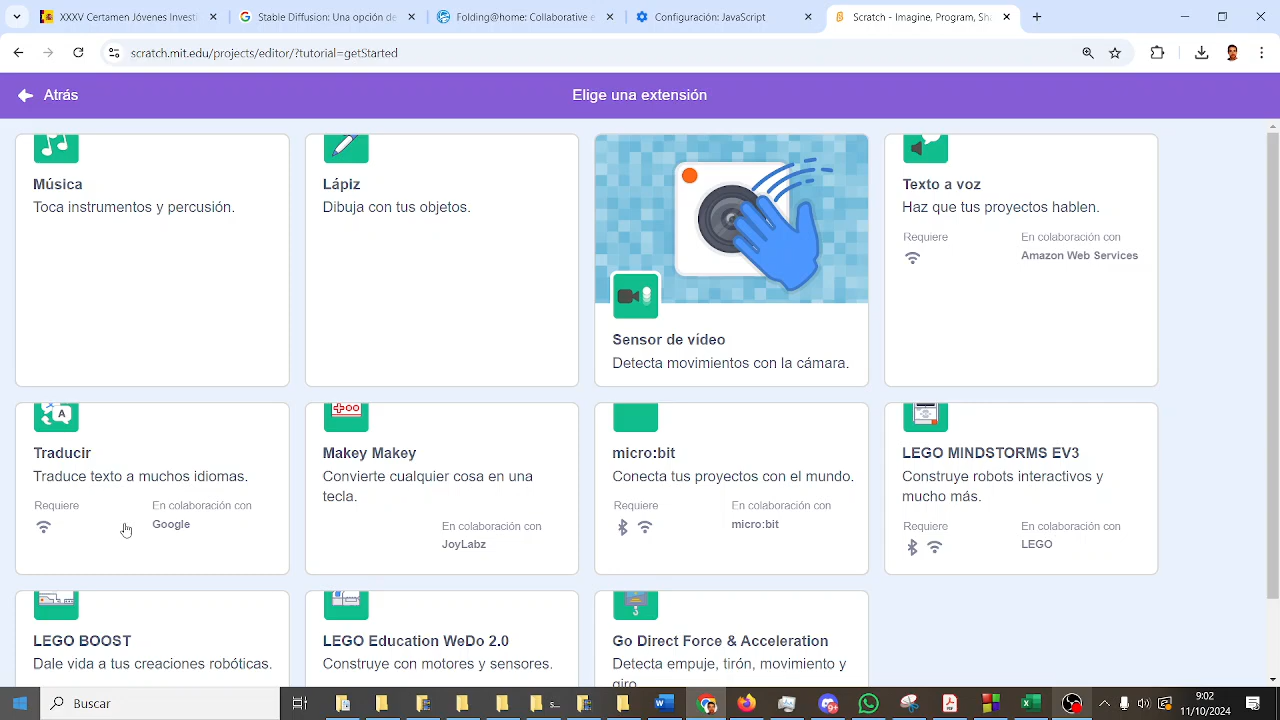 XXXV Certamen Jóvenes Investi
Stable Diffusion: Una opción de
Folding@home: Collaborative e
Configuración: JavaScript
Scratch - Imagine, Program, Sh
scratch.mit.edu/projects/editor/?tutorial=getStarted
Atrás
Elige una extensión
Música
Toca instrumentos y percusión.
Lápiz
Dibuja con tus objetos.
Sensor de vídeo
Detecta movimientos con la cámara.
Texto a voz
Haz que tus proyectos hablen.
Requiere
En colaboración con
Amazon Web Services
A
Traducir
Traduce texto a muchos idiomas.
Requiere
En colaboración con
Google
Makey Makey
Convierte cualquier cosa en una
tecla.
En colaboración con
JoyLabz
micro:bit
Conecta tus proyectos con el mundo.
Requiere
En colaboración con
micro:bit
LEGO MINDSTORMS EV3
Construye robots interactivos y
mucho más.
Requiere
En colaboración con
LEGO
LEGO BOOST
Dale vida a tus creaciones robóticas.
LEGO Education WeDo 2.0
Construye con motores y sensores.
Go Direct Force & Acceleration
Detecta empuje, tirón, movimiento y
giro.
Buscar
9:02
11/10/2024